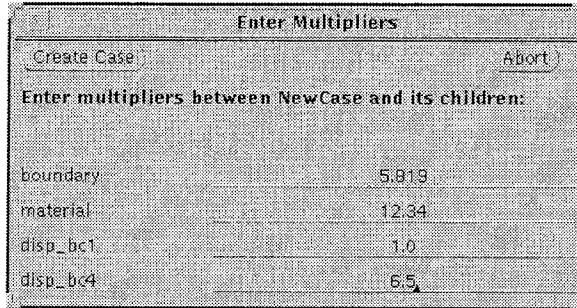 Enter Multipliers
Create Case Abort
Enter multipliers between NewCase and its children:
boundary 5.819
material 12.34
disp_bc1 1.0
disp_bc4 6.5